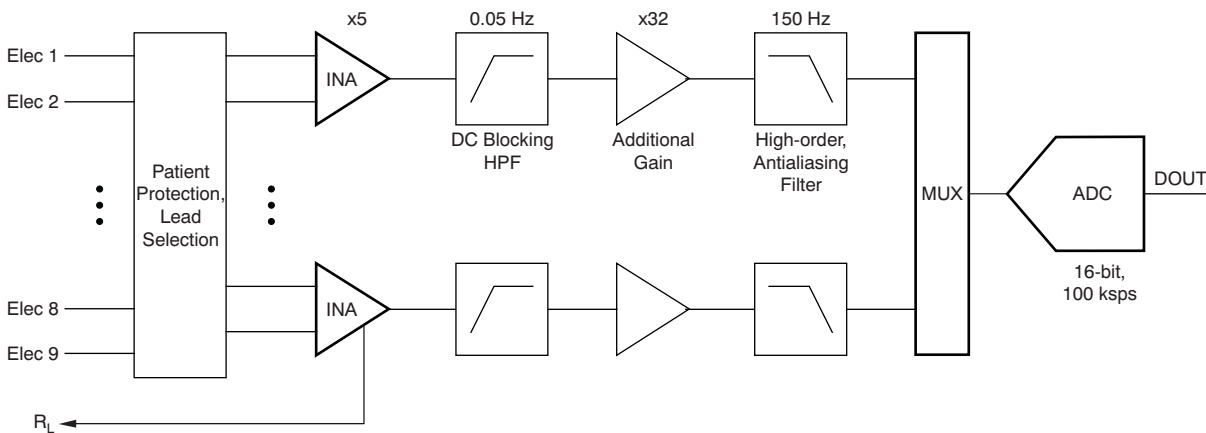 x5
0.05 Hz
x32
150 Hz
Elec 1
Elec 2
INA
DC Blocking
HPF
Additional
Gain
High-order,
Antialiasing
Filter
Patient
Protection,
Lead
Selection
MUX
ADC
DOUT
16-bit,
100 ksps
Elec 8
Elec 9
INA
RL